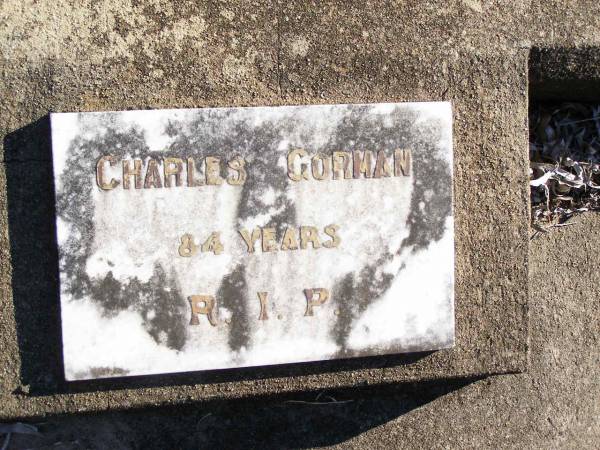 CHARLES GORMAN
84 YEARS
R. I. P.